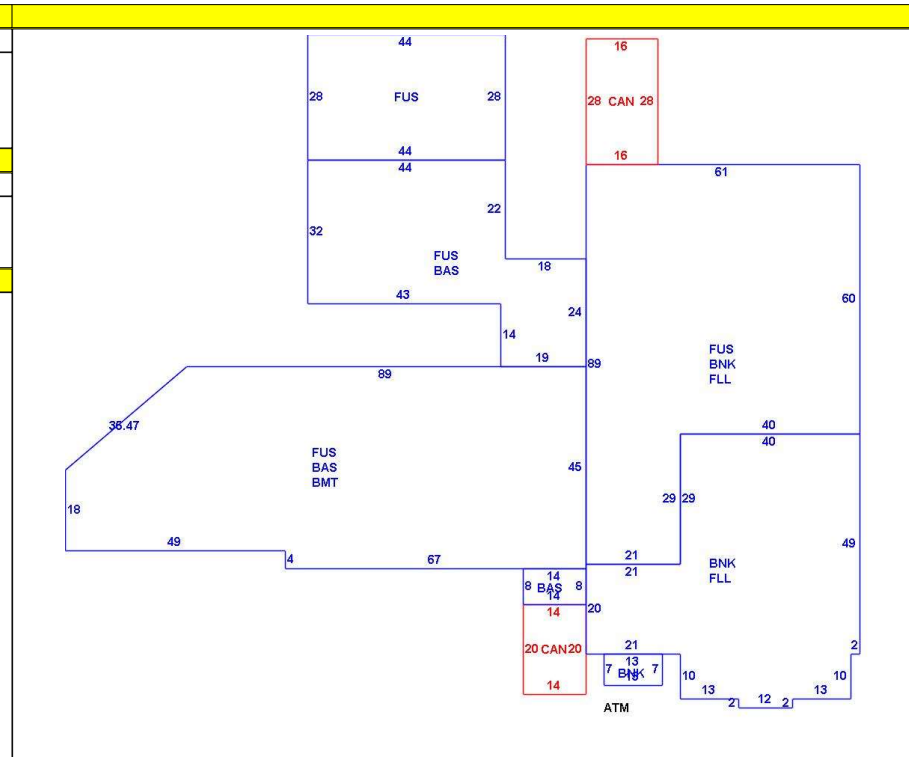 44
16
28 FUS 28
28 CAN 28
44
44
16
61
22
32
FUS
BAS
18
60
43
24
14
FUS
BNK
FLL
19
89
89
35.47
40
40
FUS
BAS
BMT
45
29 29
18
49
49
4
67
21
21
BNK
FLL
14
8 BAS 8
14
14
20
20 CAN 20
21
2
13
7 BNK 7
10
10
14
13
2
12
2
13
ATM